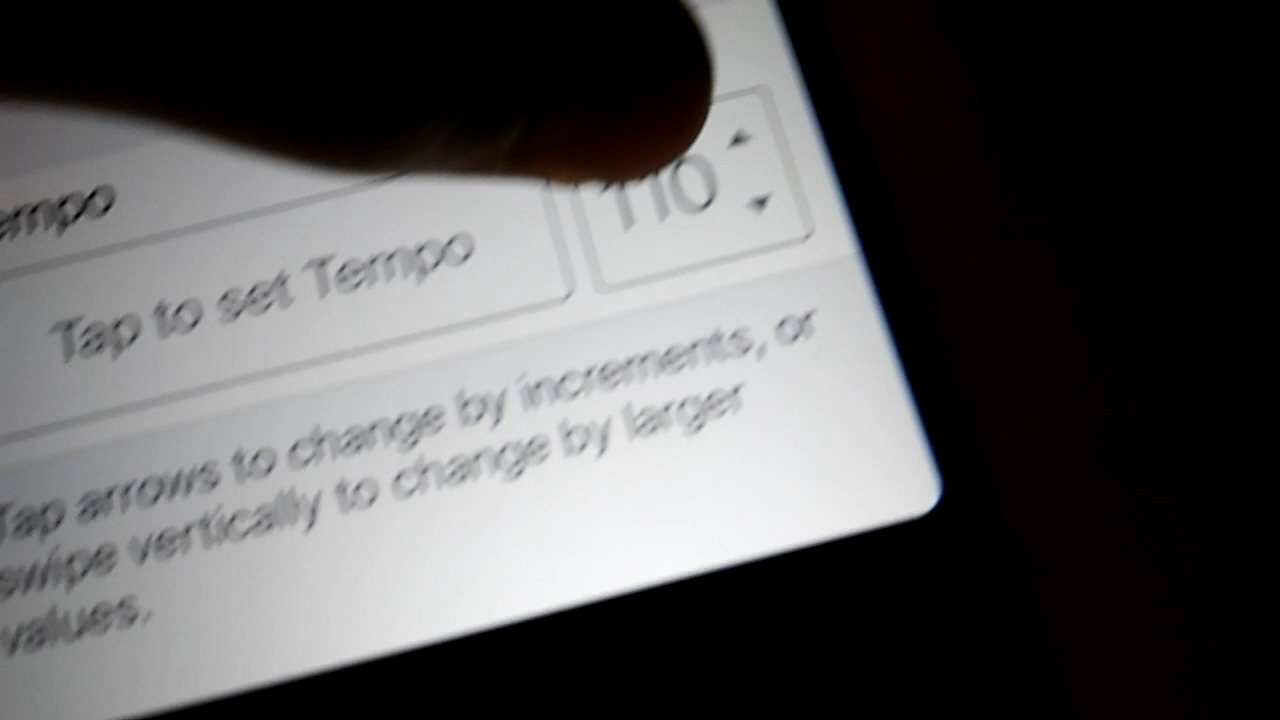 Tempo
Tap to set Tempo
110
Tap arrows to change by increments, or
swipe vertically to change by larger
values.